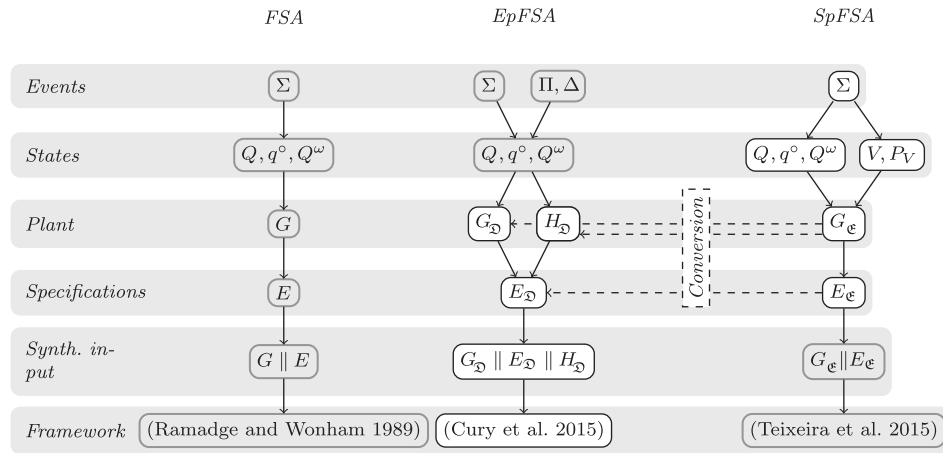 FSA EpFSA SpFSA
Events Σ Σ Π, Δ Σ
States Q, q°, Q^ω Q, q°, Q^ω Q, q°, Q^ω V, P_V
Plant G G_𝔇 H_𝔇 G_𝔈
Conversion
Specifications E E_𝔇 E_𝔈
Synth. in-
put G ∥ E G_𝔇 ∥ E_𝔇 ∥ H_𝔇 G_𝔈∥E_𝔈
Framework (Ramadge and Wonham 1989) (Cury et al. 2015) (Teixeira et al. 2015)